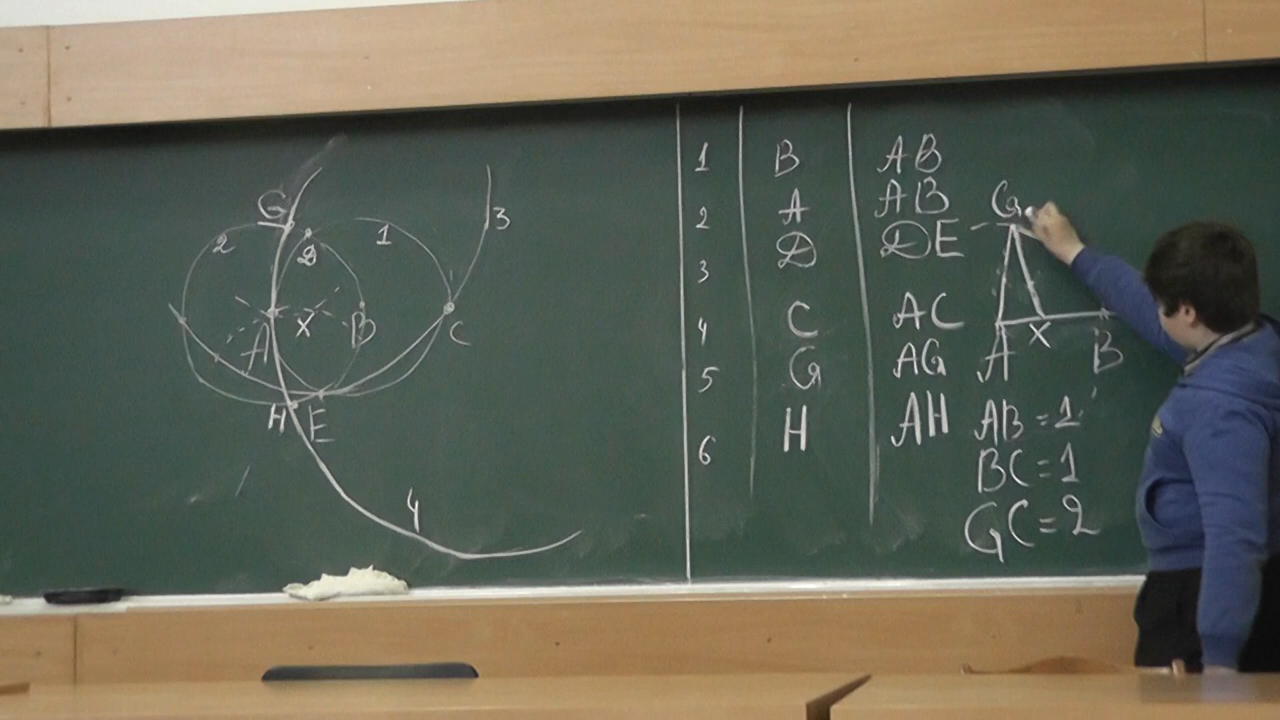 G
2
D
1
3
A
X
B
C
H
E
4
1 B AB
2 A AB
3 D DE
4 C AC
5 G AG
6 H AH
G
A X B
AB = 1
BC = 1
GC = 2